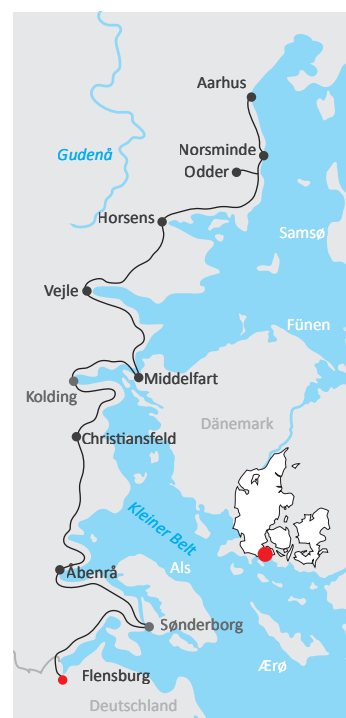 Aarhus
Norsminde
Gudenå
Odder
Horsens
Samsø
Vejle
Fünen
Middelfart
Kolding
Dänemark
Christiansfeld
Kleiner Belt
Åbenrå
Als
Sønderborg
Ærø
Flensburg
Deutschland